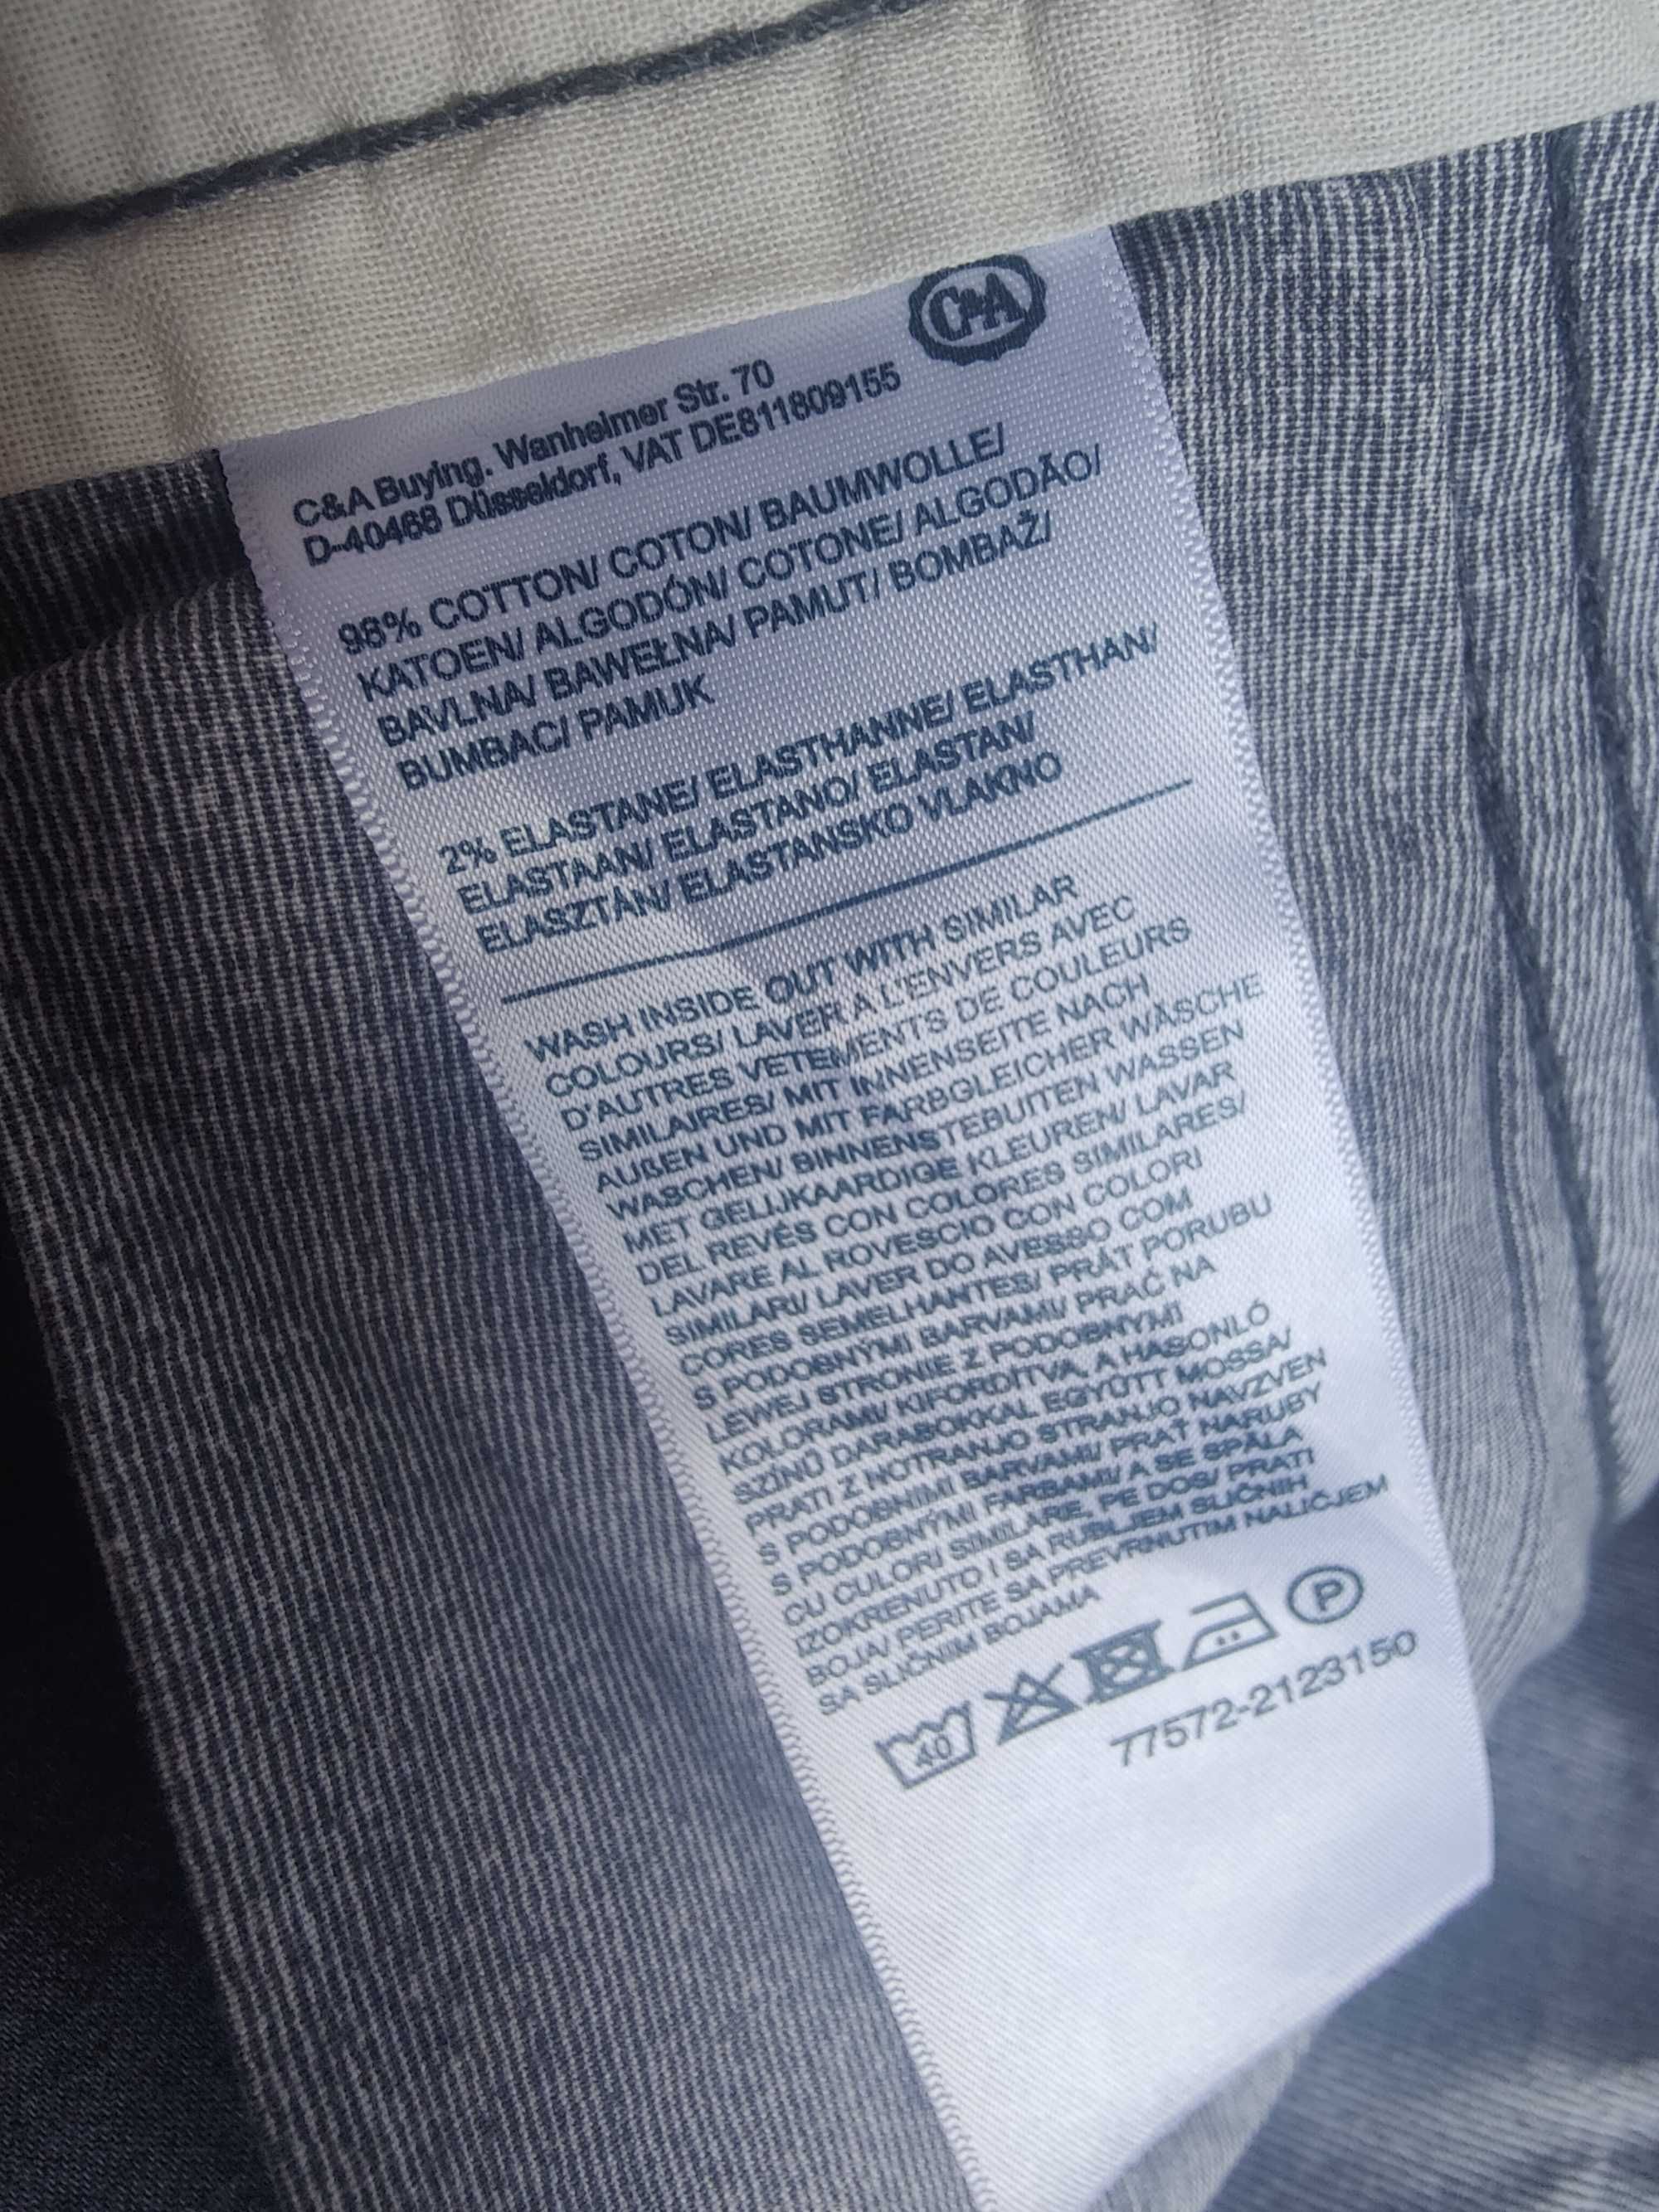 C&A
C&A Buying. Wanheimer Str. 70
D-40468 Düsseldorf, VAT DE811809155
98% COTTON/ COTON/ BAUMWOLLE/
KATOEN/ ALGODÓN/ COTONE/ ALGODÃO/
BAVLNA/ BAWEŁNA/ PAMUT/ BOMBAŽ/
BUMBAC/ PAMUK
2% ELASTANE/ ELASTHANNE/ ELASTHAN/
ELASTAAN/ ELASTANO/ ELASTAN/
ELASZTÁN/ ELASTANSKO VLAKNO
WASH INSIDE OUT WITH SIMILAR
COLOURS/ LAVER A L'ENVERS AVEC
D'AUTRES VETEMENTS DE COULEURS
SIMILAIRES/ MIT INNENSEITE NACH
AUßEN UND MIT FARBGLEICHER WÄSCHE
WASCHEN/ BINNENSTEBUITEN WASSEN
MET GELIJKAARDIGE KLEUREN/ LAVAR
DEL REVÉS CON COLORES SIMILARES/
LAVARE AL ROVESCIO CON COLORI
SIMILARI/ LAVER DO AVESSO COM
CORES SEMELHANTES/ PRÁT PORUBU
S PODOBNÝMI BARVAMI/ PRAĆ NA
LEWEJ STRONIE Z PODOBNYMI
KOLORAMI/ KIFORDÍTVA, A HASONLÓ
SZÍNŰ DARABOKKAL EGYÜTT MOSSA/
PRATI Z NOTRANJO STRANJO NAVZVEN
S PODOBNIMI BARVAMI/ PRAŤ NARUBY
S PODOBNÝMI FARBAMI/ A SE SPĂLA
CU CULORI SIMILARE, PE DOS/ PRATI
IZOKRENUTO I SA RUBLJEM SLIČNIH
BOJA/ PERITE SA PREVRNUTIM NALIČJEM
SA SLIČNIM BOJAMA
40 P
77572-2123150